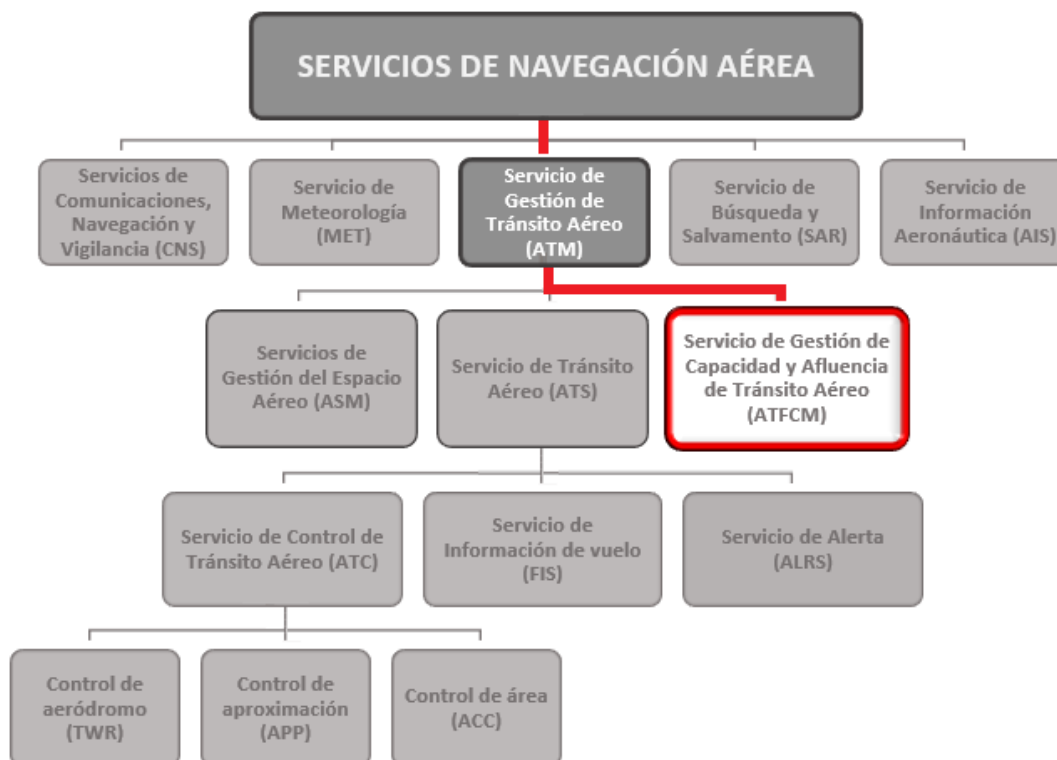 SERVICIOS DE NAVEGACIÓN AÉREA
Servicios de
Comunicaciones,
Navegación y
Vigilancia (CNS)
Servicio de
Meteorología
(MET)
Servicio de
Gestión de
Tránsito Aéreo
(ATM)
Servicio de
Búsqueda y
Salvamento (SAR)
Servicio de
Información
Aeronáutica (AIS)
Servicios de
Gestión del Espacio
Aéreo (ASM)
Servicio de Tránsito
Aéreo (ATS)
Servicio de Gestión de
Capacidad y Afluencia
de Tránsito Aéreo
(ATFCM)
Servicio de Control de
Tránsito Aéreo (ATC)
Servicio de
Información de vuelo
(FIS)
Servicio de Alerta
(ALRS)
Control de
aeródromo
(TWR)
Control de
aproximación
(APP)
Control de área
(ACC)